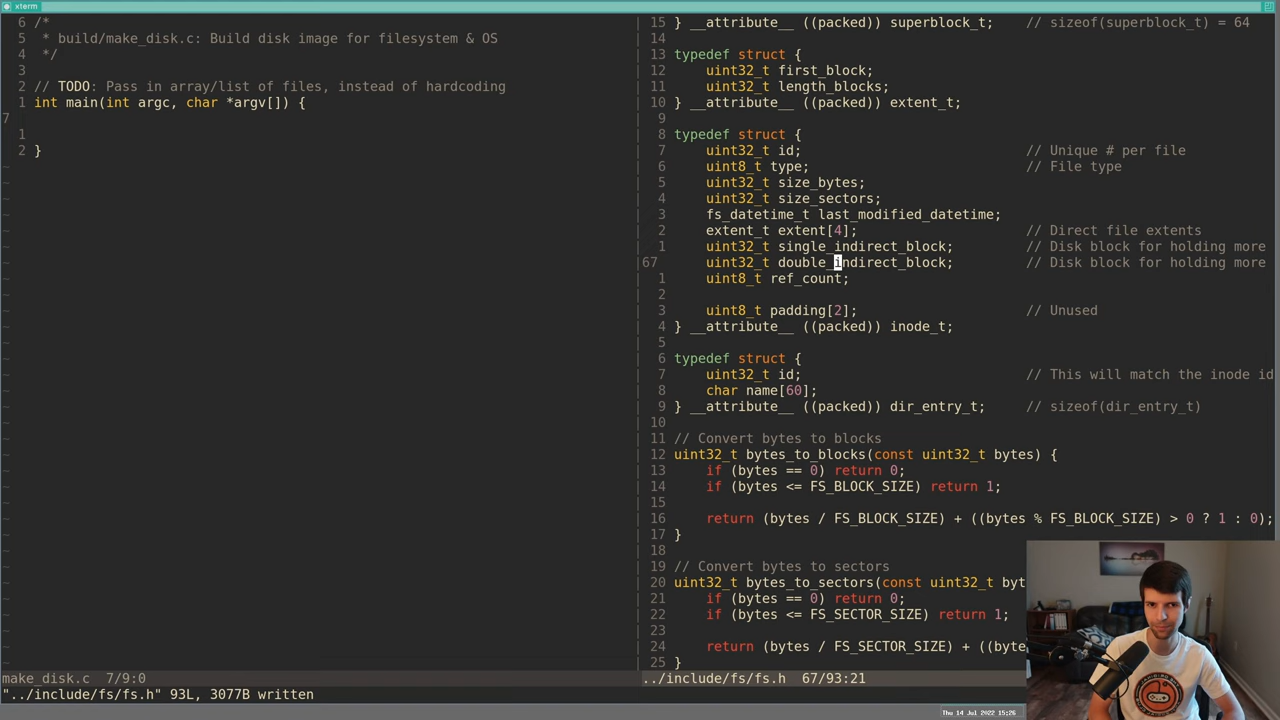 xterm
6 /*
5  * build/make_disk.c: Build disk image for filesystem & OS
4  */
3
2 // TODO: Pass in array/list of files, instead of hardcoding
1 int main(int argc, char *argv[]) {
7
1
2 }
make_disk.c 7/9:0
"../include/fs/fs.h" 93L, 3077B written
15 } __attribute__ ((packed)) superblock_t; // sizeof(superblock_t) = 64
14
13 typedef struct {
12 uint32_t first_block;
11 uint32_t length_blocks;
10 } __attribute__ ((packed)) extent_t;
9
8 typedef struct {
7 uint32_t id; // Unique # per file
6 uint8_t type; // File type
5 uint32_t size_bytes;
4 uint32_t size_sectors;
3 fs_datetime_t last_modified_datetime;
2 extent_t extent[4]; // Direct file extents
1 uint32_t single_indirect_block; // Disk block for holding more
67 uint32_t double_indirect_block; // Disk block for holding more
1 uint8_t ref_count;
2
3 uint8_t padding[2]; // Unused
4 } __attribute__ ((packed)) inode_t;
5
6 typedef struct {
7 uint32_t id; // This will match the inode id
8 char name[60];
9 } __attribute__ ((packed)) dir_entry_t; // sizeof(dir_entry_t)
10
11 // Convert bytes to blocks
12 uint32_t bytes_to_blocks(const uint32_t bytes) {
13 if (bytes == 0) return 0;
14 if (bytes <= FS_BLOCK_SIZE) return 1;
15
16 return (bytes / FS_BLOCK_SIZE) + ((bytes % FS_BLOCK_SIZE) > 0 ? 1 : 0);
17 }
18
19 // Convert bytes to sectors
20 uint32_t bytes_to_sectors(const uint32_t byt
21 if (bytes == 0) return 0;
22 if (bytes <= FS_SECTOR_SIZE) return 1;
23
24 return (bytes / FS_SECTOR_SIZE) + ((byte
25 }
../include/fs/fs.h 67/93:21
Thu 14 Jul 2022 15:26